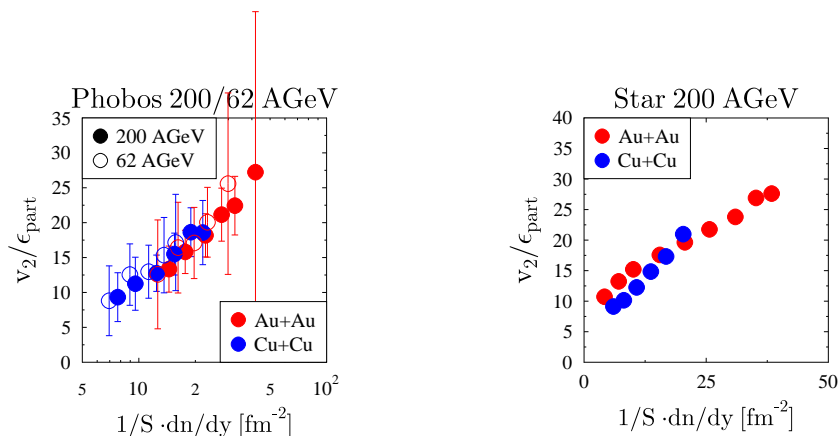 Phobos 200/62 AGeV
35
30
25
20
15
10
5
0
v₂/ϵ_part
200 AGeV
62 AGeV
Au+Au
Cu+Cu
5 10 2 5 10²
1/S ·dn/dy [fm⁻²]
Star 200 AGeV
40
35
30
25
20
15
10
5
0
v₂/ϵ_part
Au+Au
Cu+Cu
0 25 50
1/S ·dn/dy [fm⁻²]